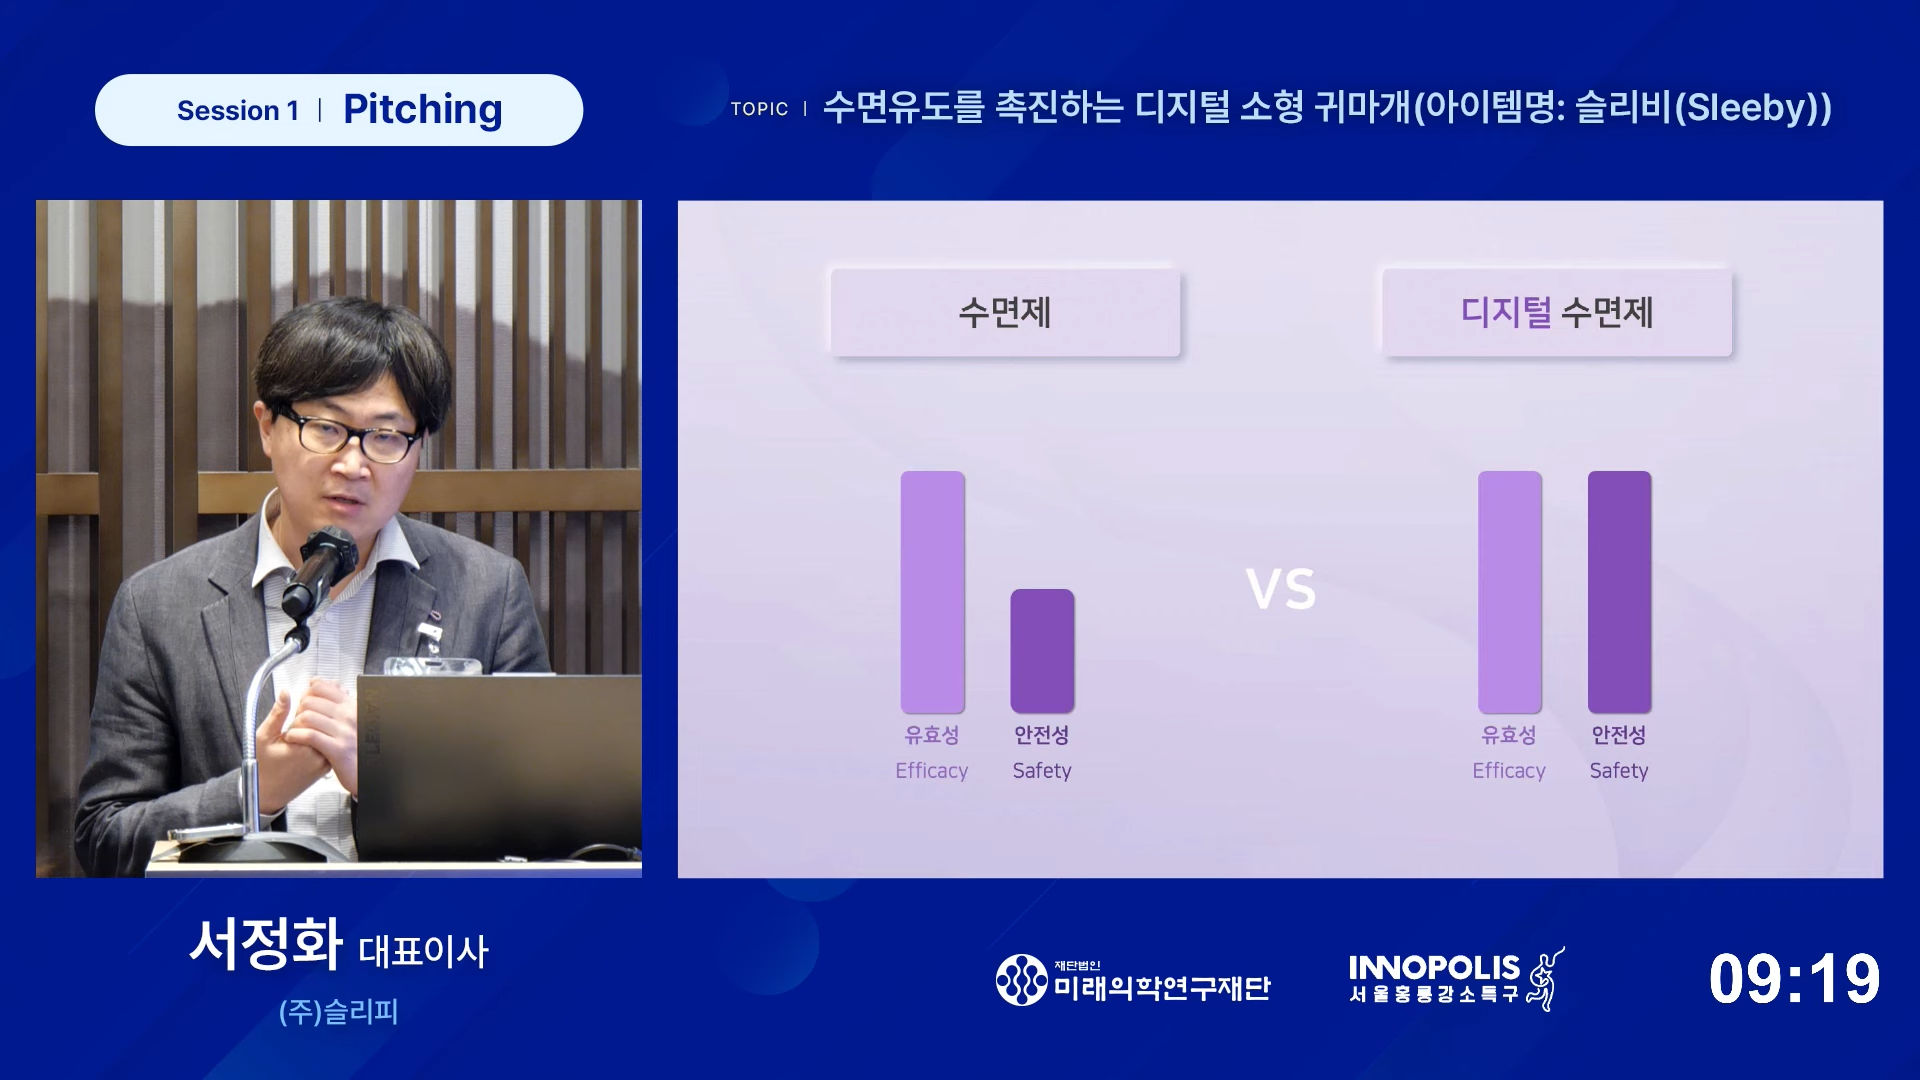 Session 1 | Pitching
TOPIC | 수면유도를 촉진하는 디지털 소형 귀마개(아이템명: 슬리비(Sleeby))
수면제
디지털 수면제
VS
유효성
안전성
Efficacy
Safety
유효성
안전성
Efficacy
Safety
서정화 대표이사
(주)슬리피
재단법인
미래의학연구재단
INNOPOLIS
서울홍릉강소특구
09:19